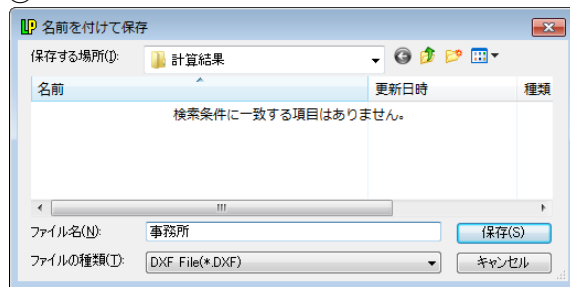 LP 名前を付けて保存
保存する場所(I): 計算結果
名前 更新日時 種類
検索条件に一致する項目はありません。
ファイル名(N): 事務所 保存(S)
ファイルの種類(T): DXF File(*.DXF) キャンセル